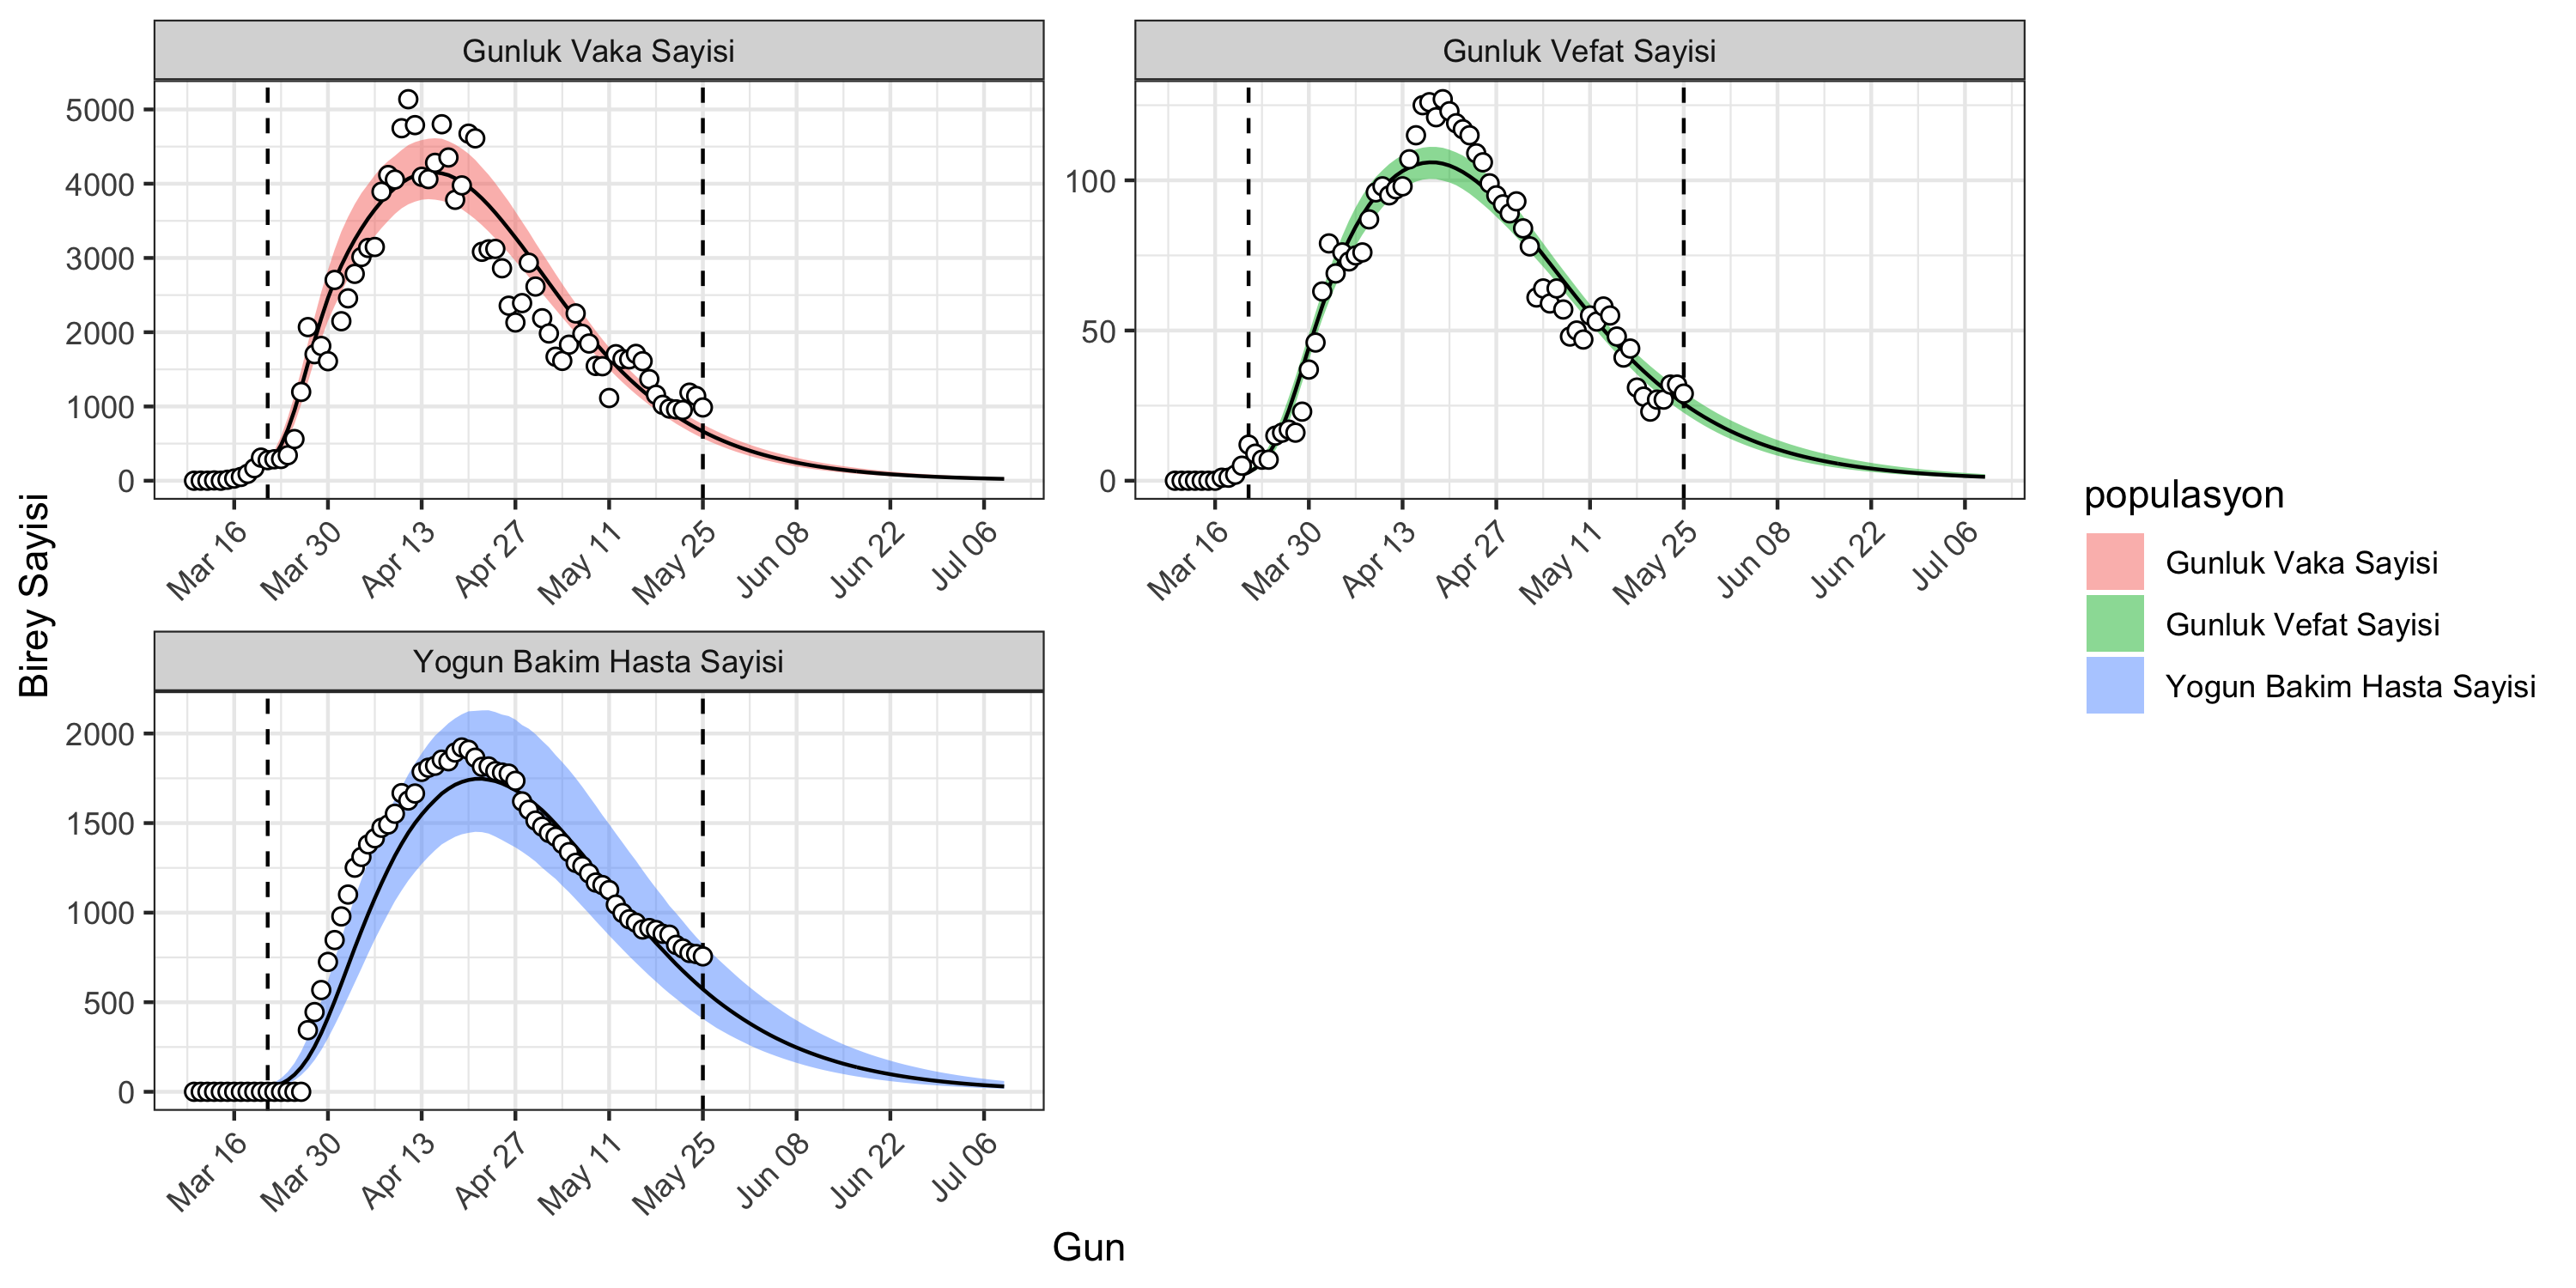 Gunluk Vaka Sayisi
Gunluk Vefat Sayisi
5000
4000
3000
2000
1000
0
100
50
0
Mar 16
Mar 30
Apr 13
Apr 27
May 11
May 25
Jun 08
Jun 22
Jul 06
Mar 16
Mar 30
Apr 13
Apr 27
May 11
May 25
Jun 08
Jun 22
Jul 06
Birey Sayisi
populasyon
Gunluk Vaka Sayisi
Gunluk Vefat Sayisi
Yogun Bakim Hasta Sayisi
Yogun Bakim Hasta Sayisi
2000
1500
1000
500
0
Mar 16
Mar 30
Apr 13
Apr 27
May 11
May 25
Jun 08
Jun 22
Jul 06
Gun